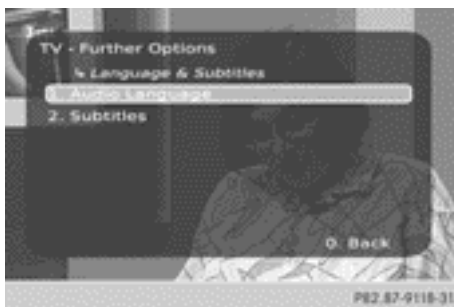 TV - Further Options
↳ Language & Subtitles
1. Audio Language
2. Subtitles
0. Back
P82.87-9118-31